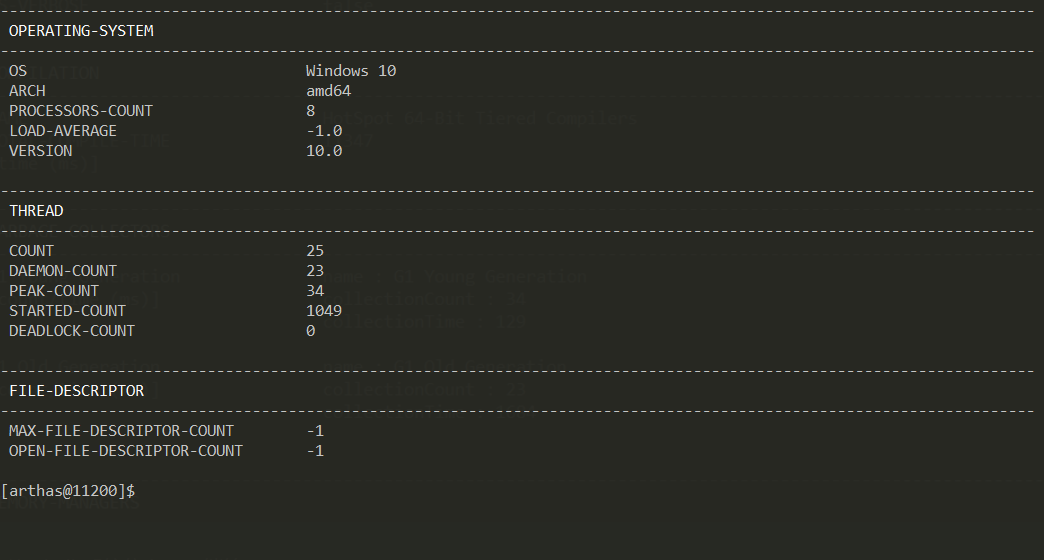 OPERATING-SYSTEM
OS Windows 10
ARCH amd64
PROCESSORS-COUNT 8
LOAD-AVERAGE -1.0
VERSION 10.0
THREAD
COUNT 25
DAEMON-COUNT 23
PEAK-COUNT 34
STARTED-COUNT 1049
DEADLOCK-COUNT 0
FILE-DESCRIPTOR
MAX-FILE-DESCRIPTOR-COUNT -1
OPEN-FILE-DESCRIPTOR-COUNT -1
[arthas@11200]$